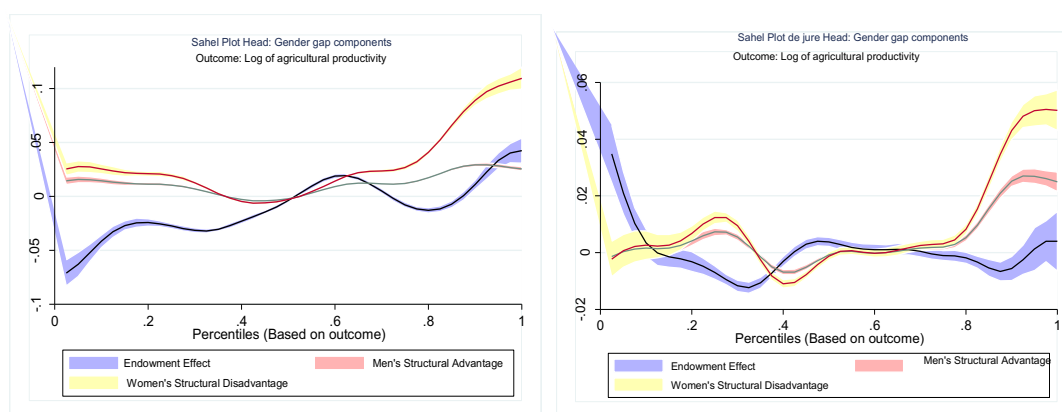 Sahel Plot Head: Gender gap components
Outcome: Log of agricultural productivity
.1
.05
0
-.05
-.1
0 .2 .4 .6 .8 1
Percentiles (Based on outcome)
Endowment Effect Men's Structural Advantage
Women's Structural Disadvantage
Sahel Plot de jure Head: Gender gap components
Outcome: Log of agricultural productivity
.06
.04
.02
0
-.02
0 .2 .4 .6 .8 1
Percentiles (Based on outcome)
Endowment Effect Men's Structural Advantage
Women's Structural Disadvantage